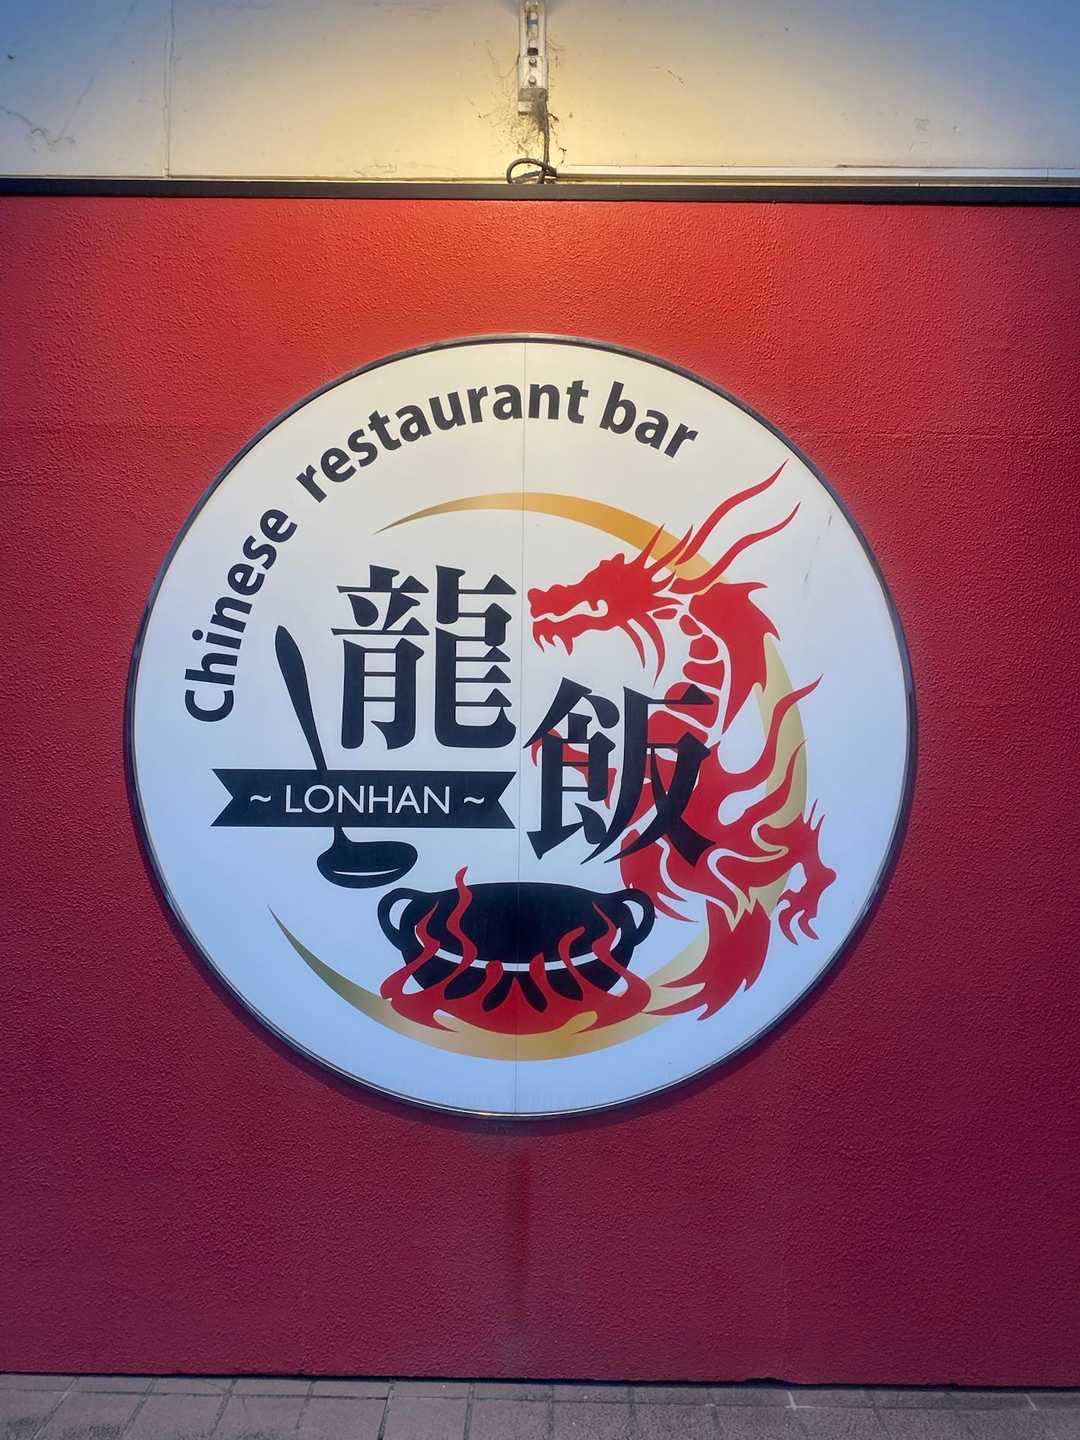 Chinese restaurant bar
龍飯
~ LONHAN ~